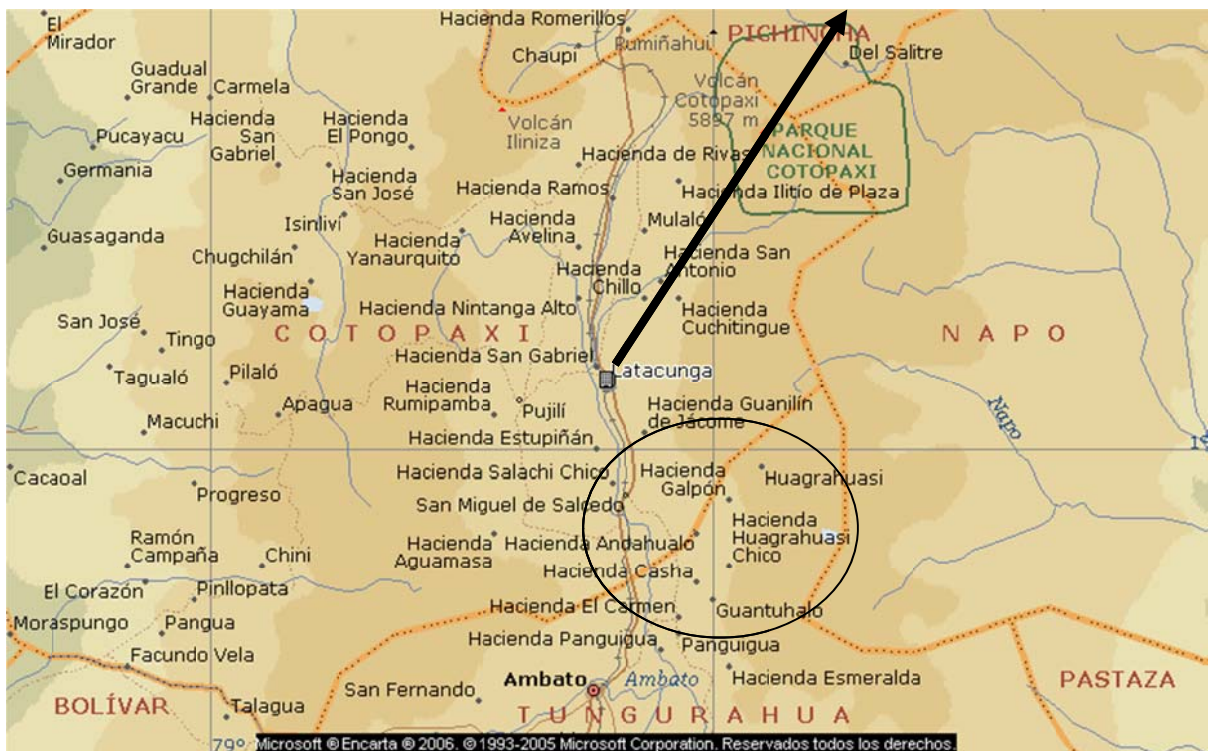 El
Mirador
Hacienda Romerillos
Rumiñahui
PICHINCHA
Chaupi
Del Salitre
Guadual
Grande
Carmela
Volcán
Cotopaxi
5897 m
Hacienda
San
Gabriel
Hacienda
El Pongo
Volcán
Iliniza
Pucayacu
PARQUE
NACIONAL
COTOPAXI
Hacienda de Rivas
Germania
Hacienda
San José
Hacienda Ramos
Hacienda Ilitío de Plaza
Isinliví
Hacienda
Avelina
Mulaló
Guasaganda
Chugchilán
Hacienda
Yanaurquito
Hacienda
Chillo
Hacienda San
Antonio
Hacienda
Guayama
Hacienda Nintanga Alto
Hacienda
Cuchitingue
San José
COTOPAXI
NAPO
Tingo
Hacienda San Gabriel
Latacunga
Tagualó
Pilaló
Hacienda
Rumipamba
Pujilí
Hacienda Guanilín
de Jácome
Napo
Macuchi
Apagua
Hacienda Estupiñán
1°
Cacaoal
Progreso
Hacienda Salachi Chico
Hacienda
Galpón
Huagrahuasi
San Miguel de Salcedo
Hacienda
Huagrahuasi
Chico
Ramón
Campaña
Chini
Hacienda
Aguamasa
Hacienda Andahualo
El Corazón
Pinllopata
Hacienda Casha
Guantuhaló
Moraspungo
Pangua
Hacienda El Carmen
Hacienda Panguigua
Panguigua
Facundo Vela
Hacienda Esmeralda
PASTAZA
BOLÍVAR
Talagua
San Fernando
Ambato
Ambato
TUNGURAHUA
79°
Microsoft ® Encarta ® 2006. © 1993-2005 Microsoft Corporation. Reservados todos los derechos.